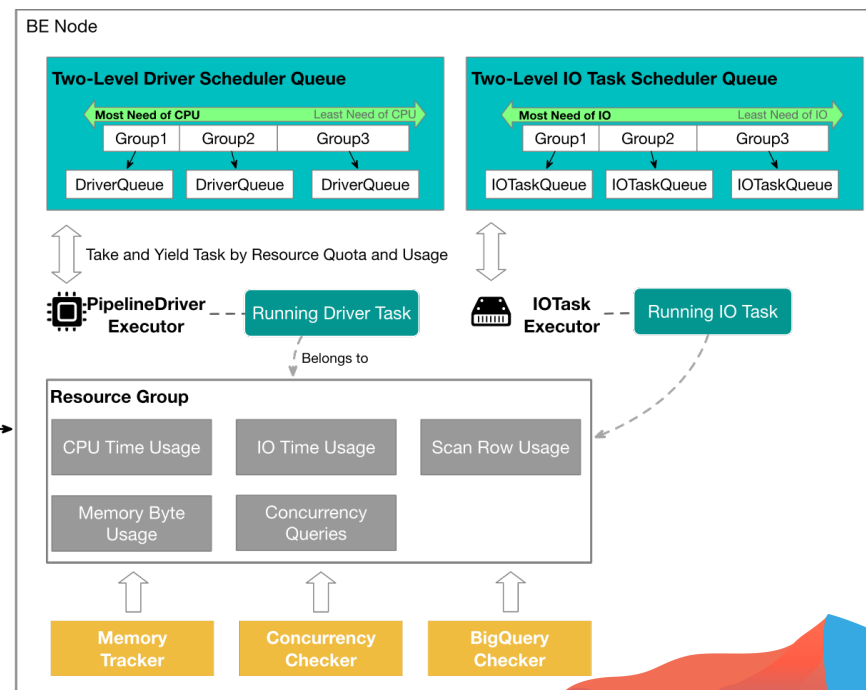 BE Node
Two-Level Driver Scheduler Queue
Most Need of CPU
Least Need of CPU
Group1
Group2
Group3
DriverQueue
DriverQueue
DriverQueue
Two-Level IO Task Scheduler Queue
Most Need of IO
Least Need of IO
Group1
Group2
Group3
IOTaskQueue
IOTaskQueue
IOTaskQueue
Take and Yield Task by Resource Quota and Usage
PipelineDriver
Executor
Running Driver Task
IOTask
Executor
Running IO Task
Belongs to
Resource Group
CPU Time Usage
IO Time Usage
Scan Row Usage
Memory Byte
Usage
Concurrency
Queries
Memory
Tracker
Concurrency
Checker
BigQuery
Checker